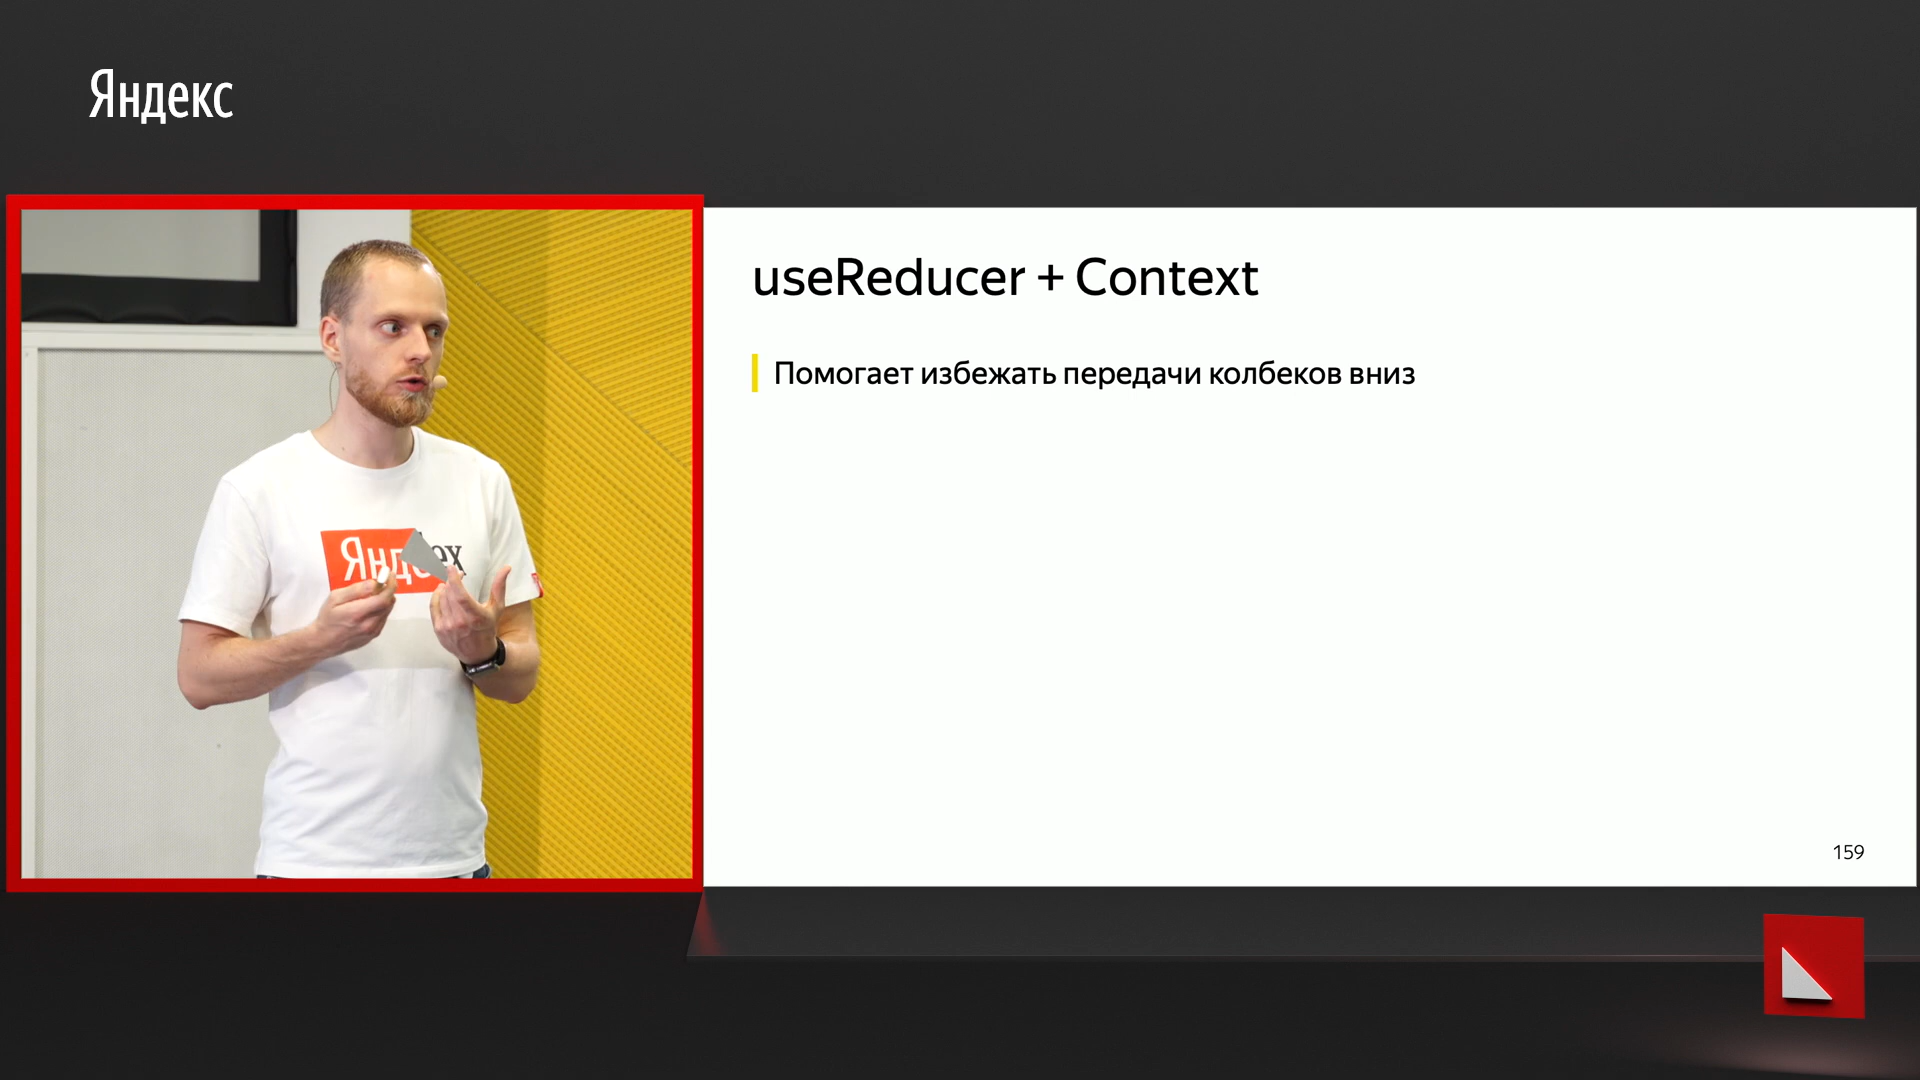 Яндекс
useReducer + Context
Помогает избежать передачи колбеков вниз
159